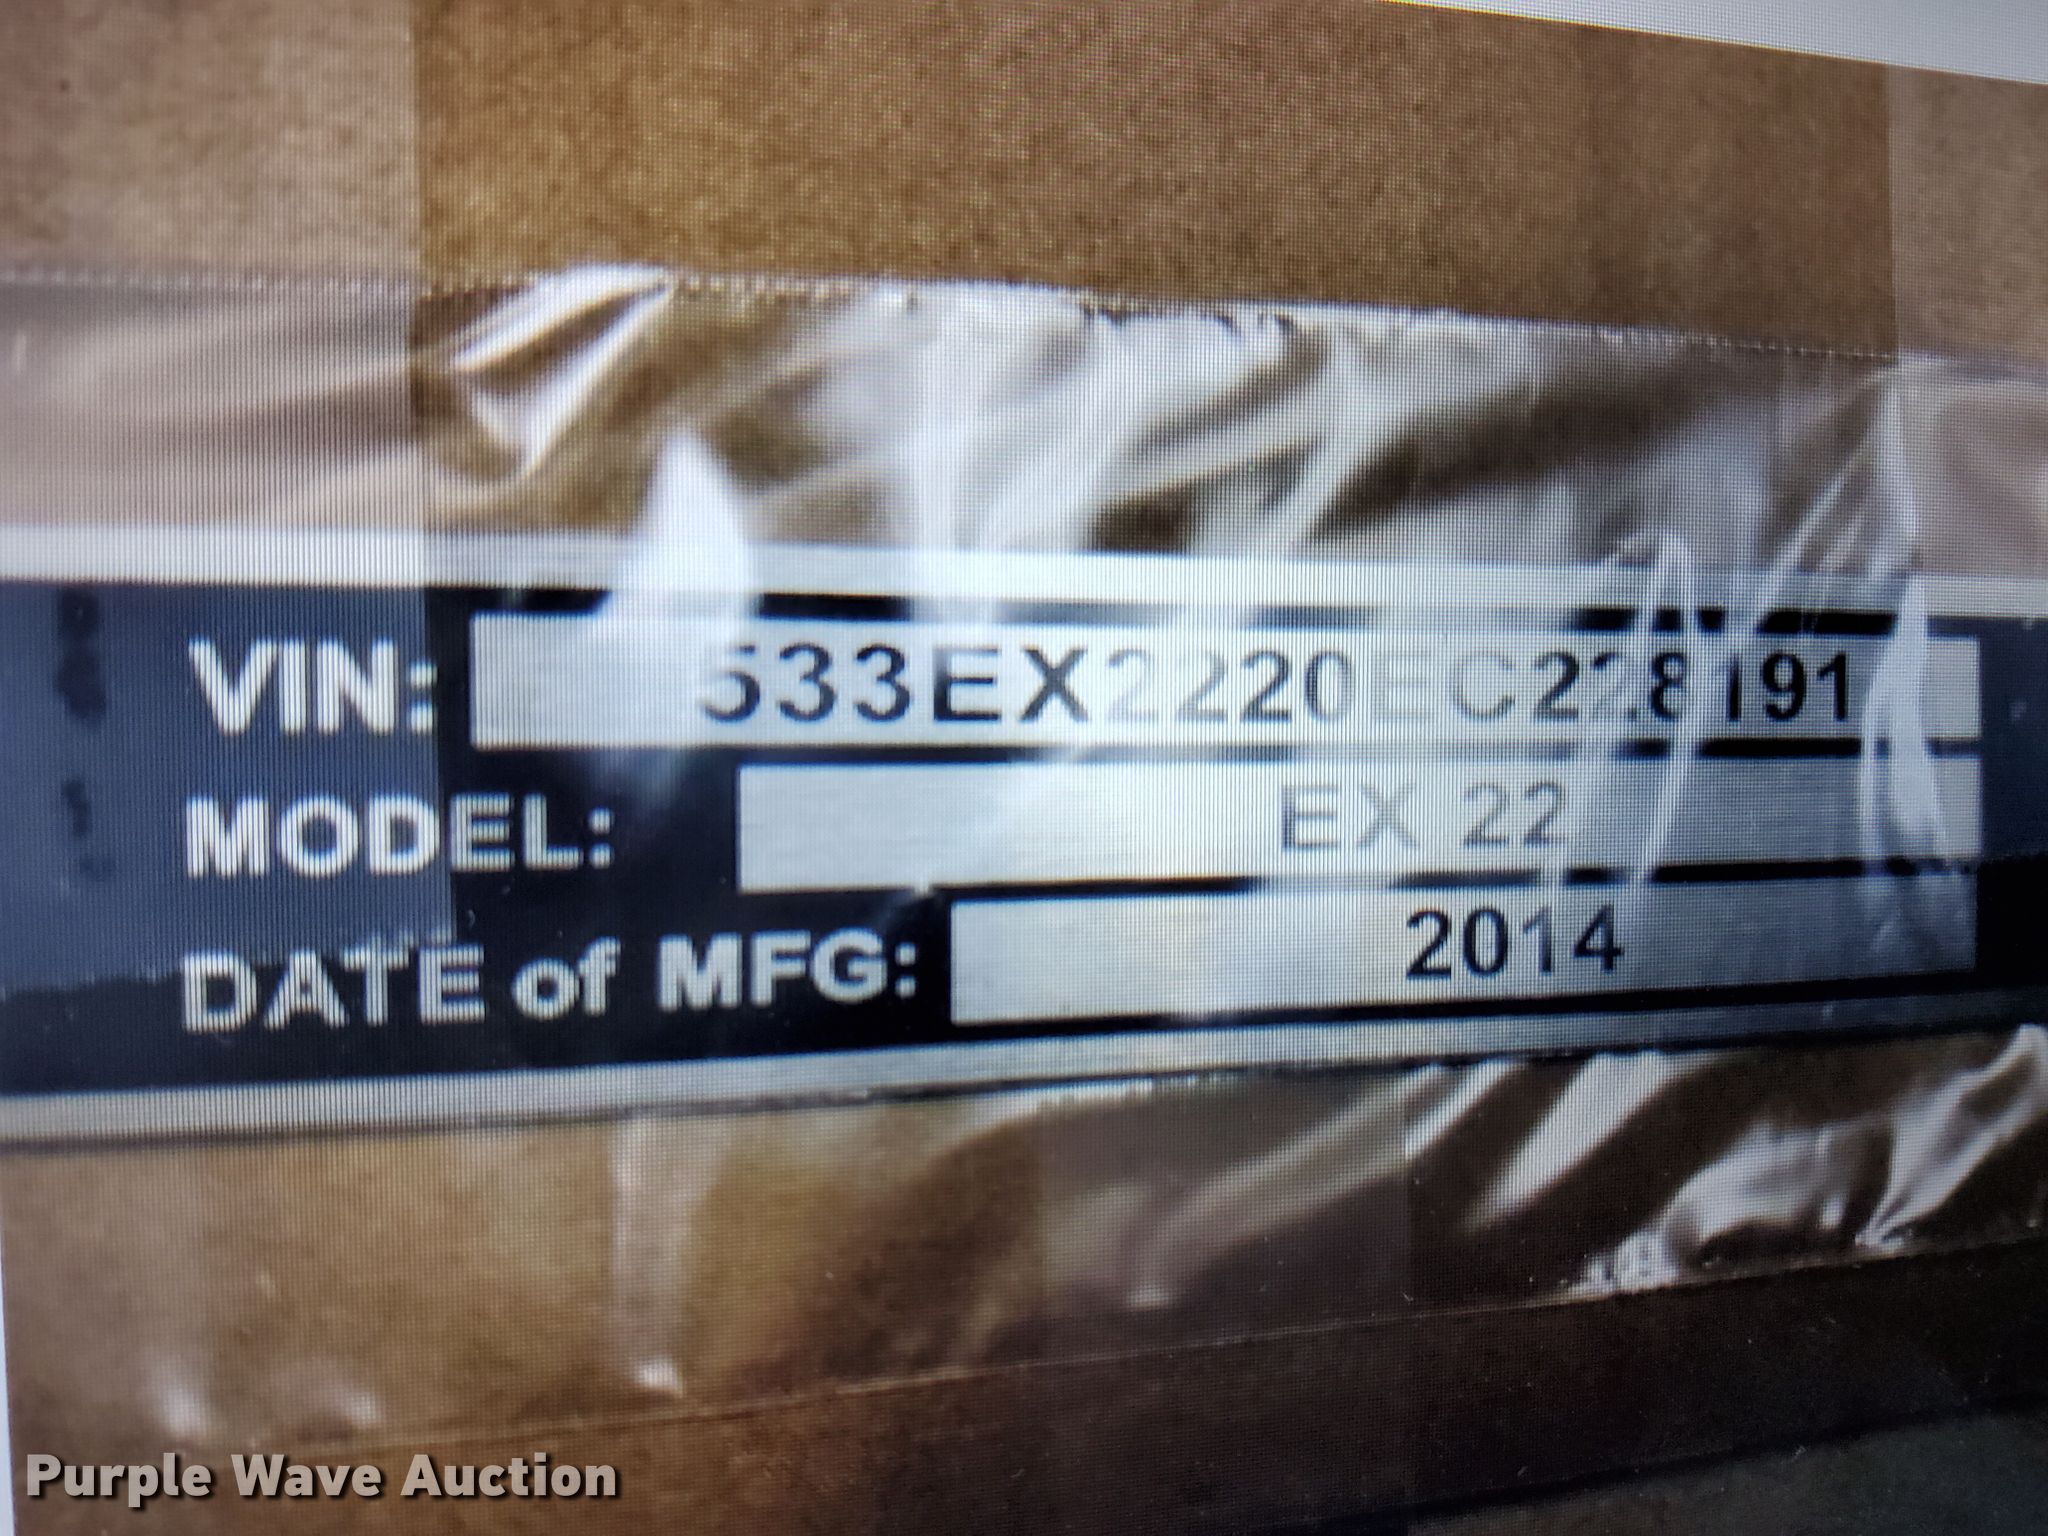 VIN: 533EX2220EC228191
MODEL: EX 22
DATE of MFG: 2014
Purple Wave Auction